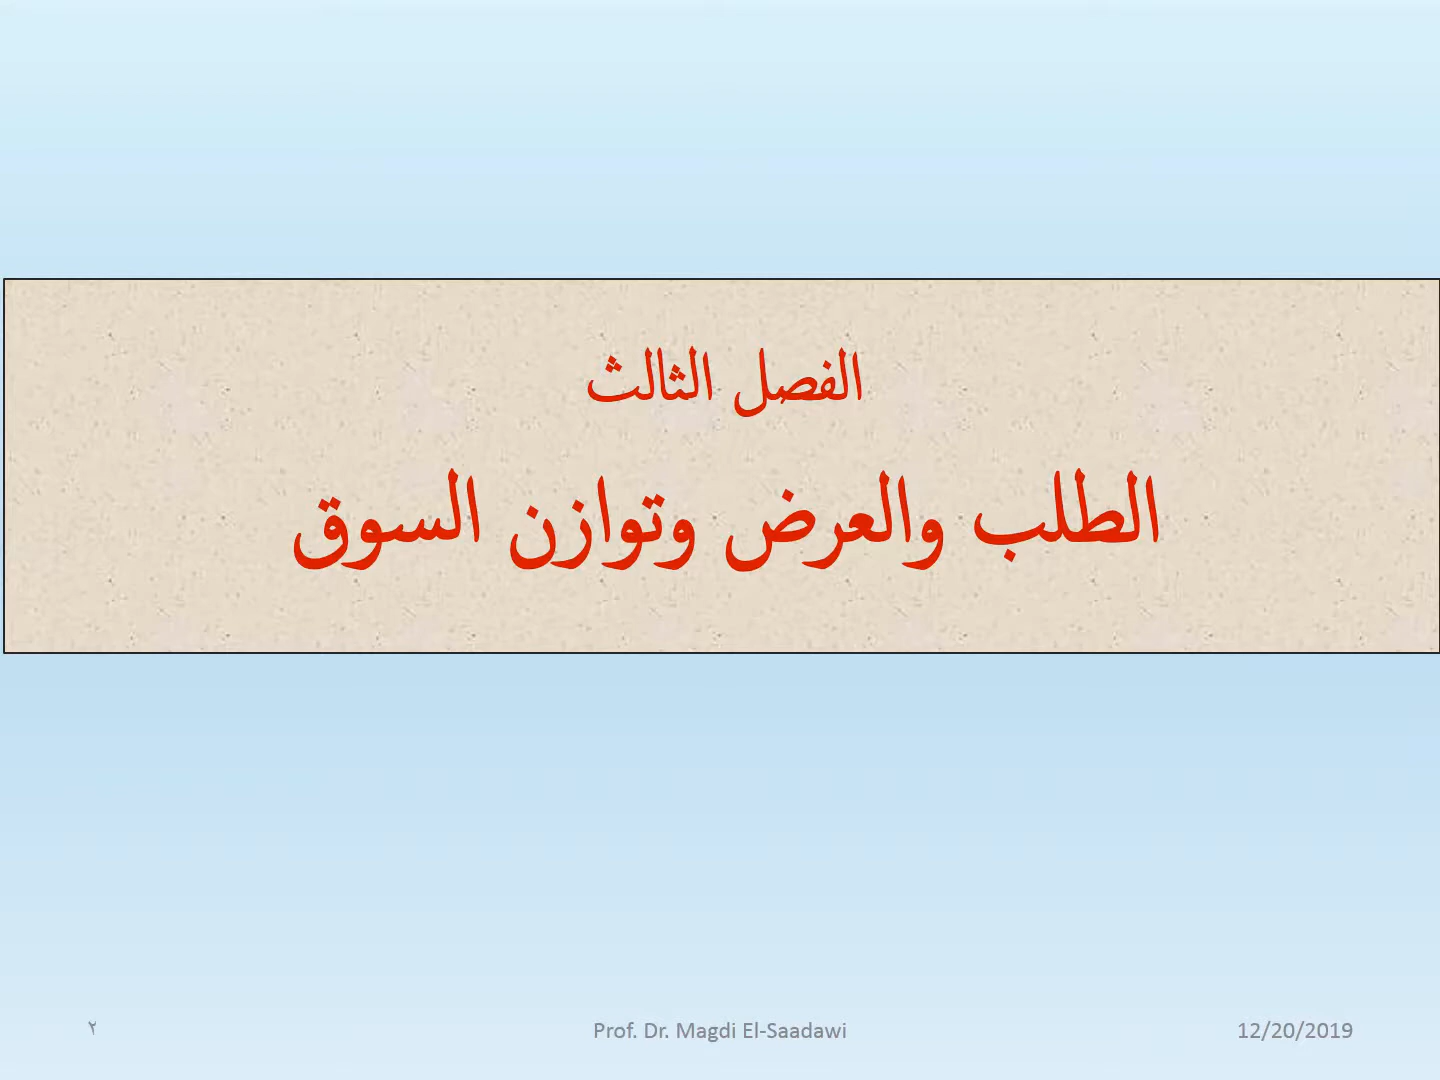 الفصل الثالث
الطلب والعرض وتوازن السوق
٢
Prof. Dr. Magdi El-Saadawi
12/20/2019